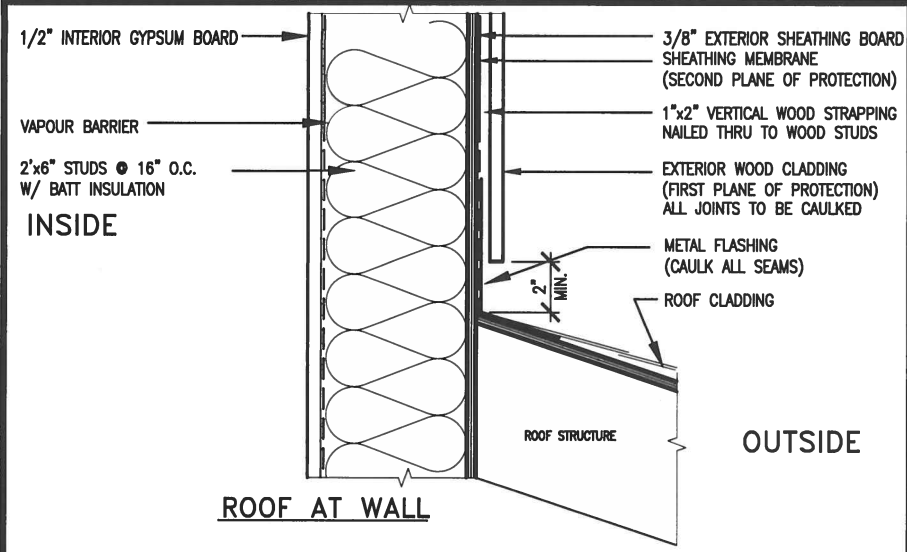 1/2" INTERIOR GYPSUM BOARD
VAPOUR BARRIER
2'x6" STUDS @ 16" O.C.
W/ BATT INSULATION
INSIDE
3/8" EXTERIOR SHEATHING BOARD
SHEATHING MEMBRANE
(SECOND PLANE OF PROTECTION)
1"x2" VERTICAL WOOD STRAPPING
NAILED THRU TO WOOD STUDS
EXTERIOR WOOD CLADDING
(FIRST PLANE OF PROTECTION)
ALL JOINTS TO BE CAULKED
METAL FLASHING
(CAULK ALL SEAMS)
2"
MIN.
ROOF CLADDING
ROOF STRUCTURE
OUTSIDE
ROOF AT WALL